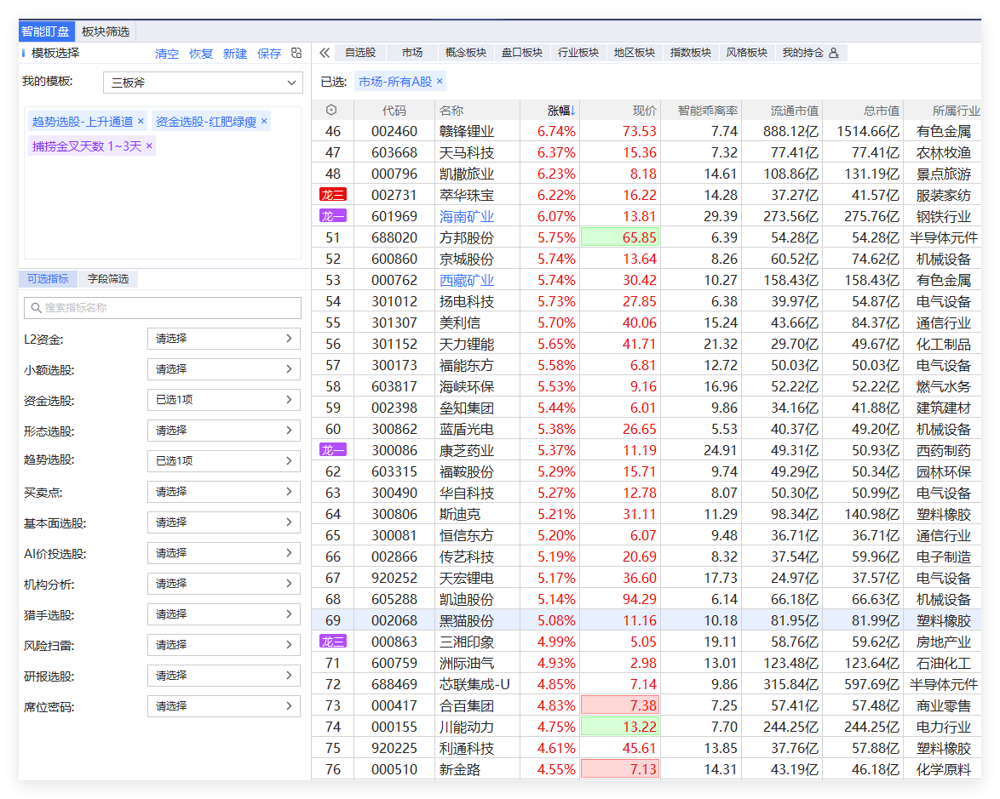 智能盯盘 板块筛选
模板选择 清空 恢复 新建 保存
我的模板: 三板斧
趋势选股-上升通道 × 资金选股-红肥绿瘦 ×
捕捞金叉天数 1~3天 ×
可选指标 字段筛选
搜索指标名称
L2资金: 请选择
小额选股: 请选择
资金选股: 已选1项
形态选股: 请选择
趋势选股: 已选1项
买卖点: 请选择
基本面选股: 请选择
AI价投选股: 请选择
机构分析: 请选择
猎手选股: 请选择
风险扫雷: 请选择
研报选股: 请选择
席位密码: 请选择
自选股 市场 概念板块 盘口板块 行业板块 地区板块 指数板块 风格板块 我的持仓
已选: 市场-所有A股 ×
代码 名称 涨幅↓ 现价 智能乖离率 流通市值 总市值 所属行业
46 002460 赣锋锂业 6.74% 73.53 7.74 888.12亿 1514.66亿 有色金属
47 603668 天马科技 6.37% 15.36 7.32 77.41亿 77.41亿 农林牧渔
48 000796 凯撒旅业 6.23% 8.18 14.61 108.86亿 131.19亿 景点旅游
龙三 002731 萃华珠宝 6.22% 16.22 14.28 37.27亿 41.57亿 服装家纺
龙一 601969 海南矿业 6.07% 13.81 29.39 273.56亿 275.76亿 钢铁行业
51 688020 方邦股份 5.75% 65.85 6.39 54.28亿 54.28亿 半导体元件
52 600860 京城股份 5.74% 13.64 8.26 60.52亿 74.62亿 机械设备
53 000762 西藏矿业 5.74% 30.42 10.27 158.43亿 158.43亿 有色金属
54 301012 扬电科技 5.73% 27.85 6.38 39.97亿 54.87亿 电气设备
55 301307 美利信 5.70% 40.06 15.24 43.66亿 84.37亿 通信行业
56 301152 天力锂能 5.65% 41.71 21.32 29.70亿 49.67亿 化工制品
57 300173 福能东方 5.58% 6.81 12.72 50.03亿 50.03亿 电气设备
58 603817 海峡环保 5.53% 9.16 16.96 52.22亿 52.22亿 燃气水务
59 002398 垒知集团 5.44% 6.01 9.86 34.16亿 41.88亿 建筑建材
60 300862 蓝盾光电 5.38% 26.65 5.53 40.37亿 49.20亿 机械设备
龙一 300086 康芝药业 5.37% 11.19 24.91 49.31亿 50.93亿 西药制药
62 603315 福鞍股份 5.29% 15.71 9.74 49.29亿 50.34亿 园林环保
63 300490 华自科技 5.27% 12.78 8.07 50.30亿 50.99亿 电气设备
64 300806 斯迪克 5.21% 31.11 11.29 98.34亿 140.98亿 塑料橡胶
65 300081 恒信东方 5.20% 6.07 9.48 36.71亿 36.71亿 通信行业
66 002866 传艺科技 5.19% 20.69 8.32 37.54亿 59.96亿 电子制造
67 920252 天宏锂电 5.17% 36.60 17.73 24.97亿 37.57亿 电气设备
68 605288 凯迪股份 5.14% 94.29 6.14 66.18亿 66.63亿 机械设备
69 002068 黑猫股份 5.08% 11.16 10.18 81.95亿 81.99亿 塑料橡胶
龙三 000863 三湘印象 4.99% 5.05 19.11 58.76亿 59.62亿 房地产业
71 600759 洲际油气 4.93% 2.98 13.01 123.48亿 123.64亿 石油化工
72 688469 芯联集成-U 4.85% 7.14 9.86 315.84亿 597.69亿 半导体元件
73 000417 合百集团 4.83% 7.38 7.25 57.41亿 57.48亿 商业零售
74 000155 川能动力 4.75% 13.22 7.70 244.25亿 244.25亿 电力行业
75 920225 利通科技 4.61% 45.61 13.85 37.76亿 57.88亿 塑料橡胶
76 000510 新金路 4.55% 7.13 14.31 43.19亿 46.18亿 化学原料